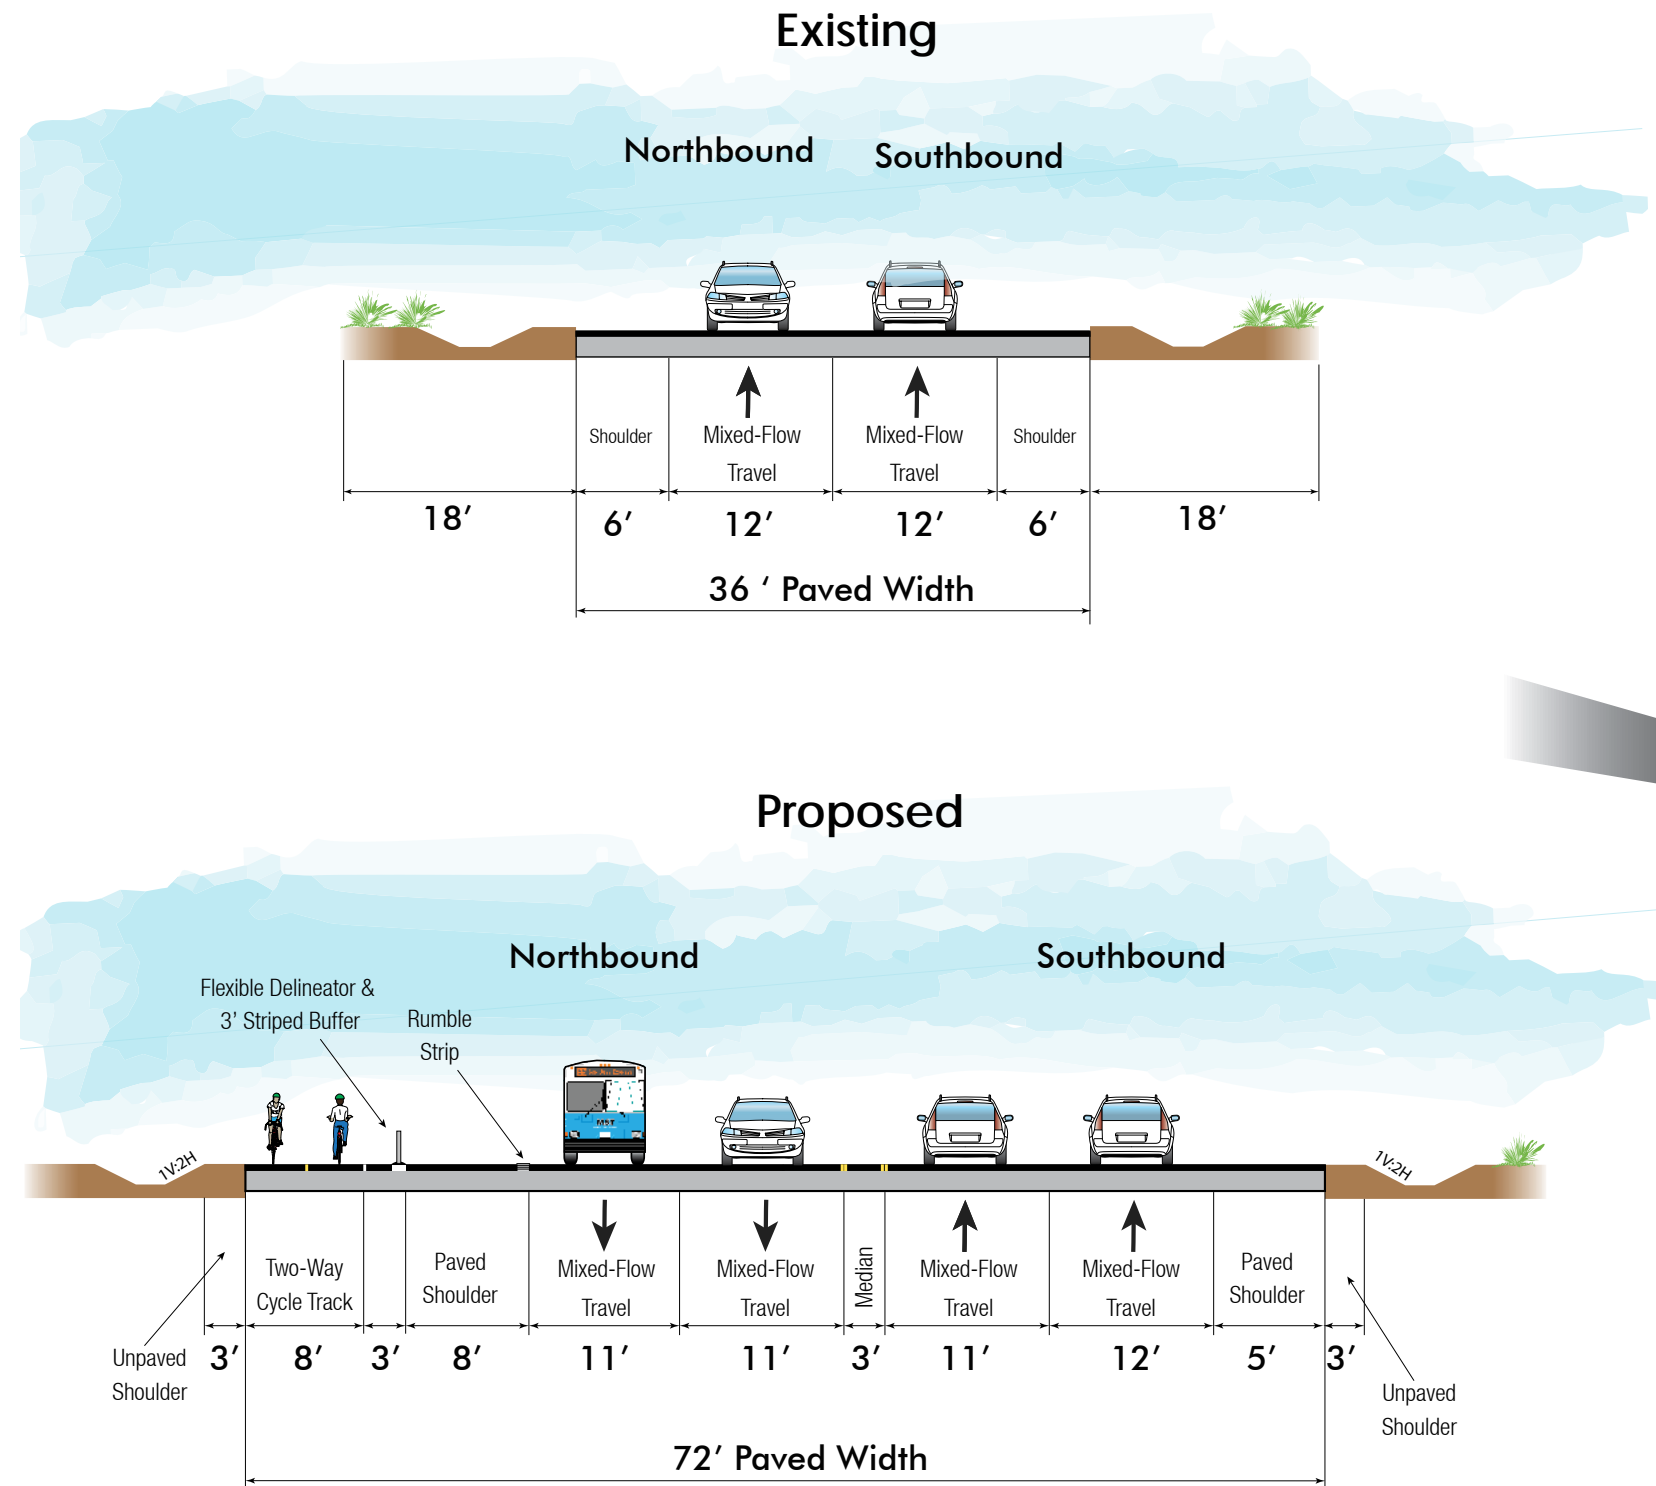 Existing
Northbound
Southbound
Shoulder
Mixed-Flow
Travel
Mixed-Flow
Travel
Shoulder
18′
6′
12′
12′
6′
18′
36 ‘ Paved Width
Proposed
Northbound
Southbound
Flexible Delineator &
3’ Striped Buffer
Rumble
Strip
MST
1V:2H
1V:2H
Two-Way
Cycle Track
Paved
Shoulder
Mixed-Flow
Travel
Mixed-Flow
Travel
Median
Mixed-Flow
Travel
Mixed-Flow
Travel
Paved
Shoulder
Unpaved
Shoulder
3′
8′
3′
8′
11′
11′
3′
11′
12′
5′
3′
Unpaved
Shoulder
72′ Paved Width